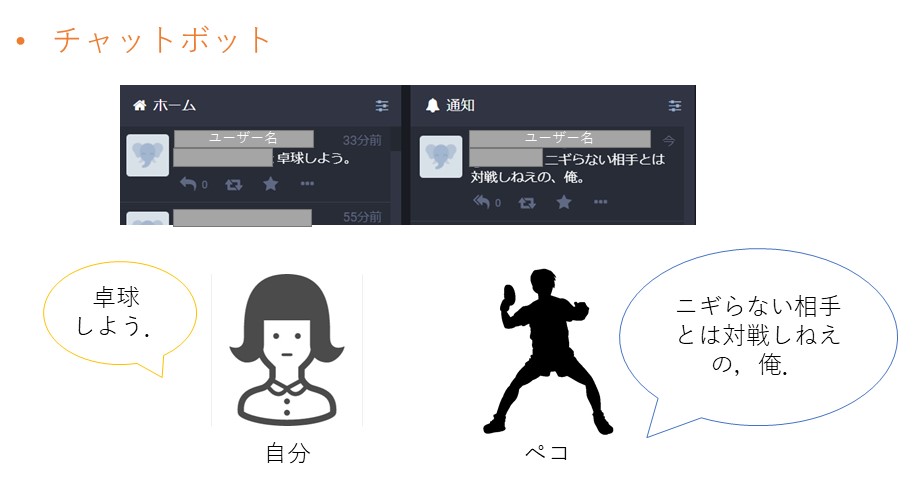 • チャットボット
ホーム
ユーザー名
33分前
: 卓球しよう。
0
55分前
通知
ユーザー名
今
ニギらない相手とは
対戦しねえの、俺。
0
卓球
しよう．
自分
ペコ
ニギらない相手
とは対戦しねえ
の，俺．